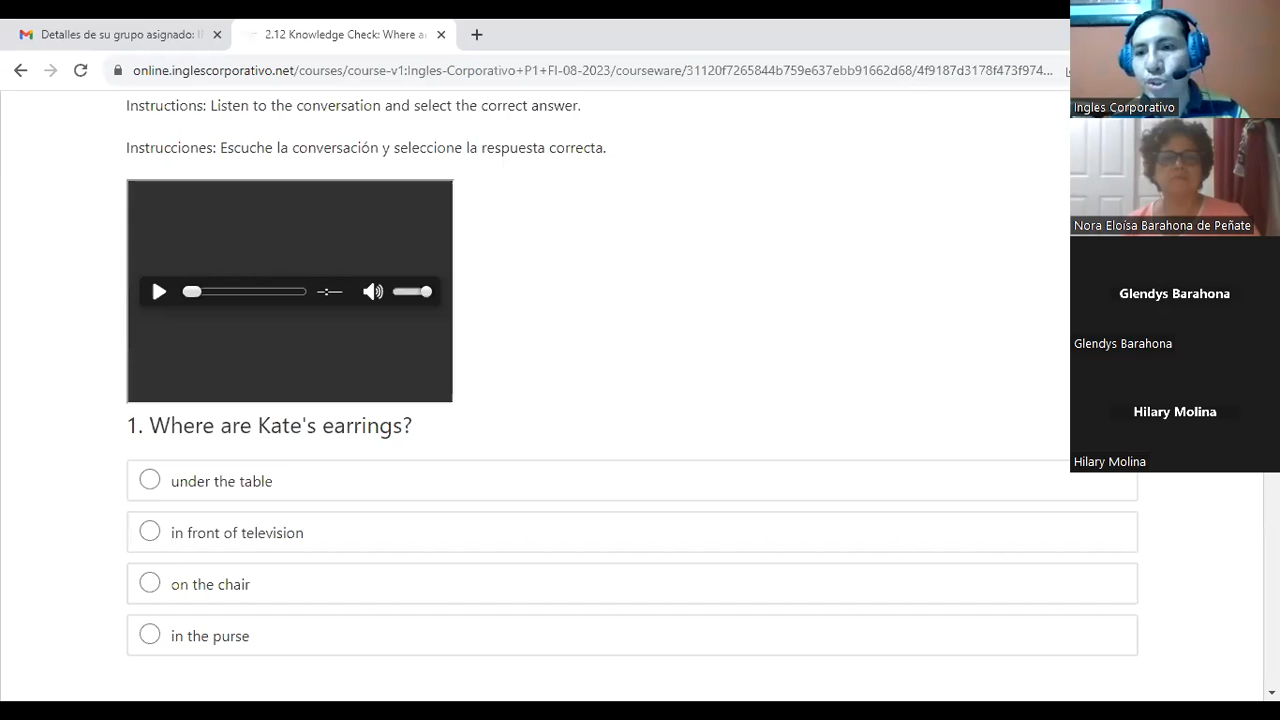 Detalles de su grupo asignado:
2.12 Knowledge Check: Where a
online.inglescorporativo.net/courses/course-v1:Ingles-Corporativo+P1+FI-08-2023/courseware/31120f7265844b759e637ebb91662d68/4f9187d3178f473f974...
Ingles Corporativo
Instructions: Listen to the conversation and select the correct answer.
Instrucciones: Escuche la conversación y seleccione la respuesta correcta.
Nora Eloísa Barahona de Peñate
Glendys Barahona
Glendys Barahona
Hilary Molina
Hilary Molina
1. Where are Kate's earrings?
under the table
in front of television
on the chair
in the purse